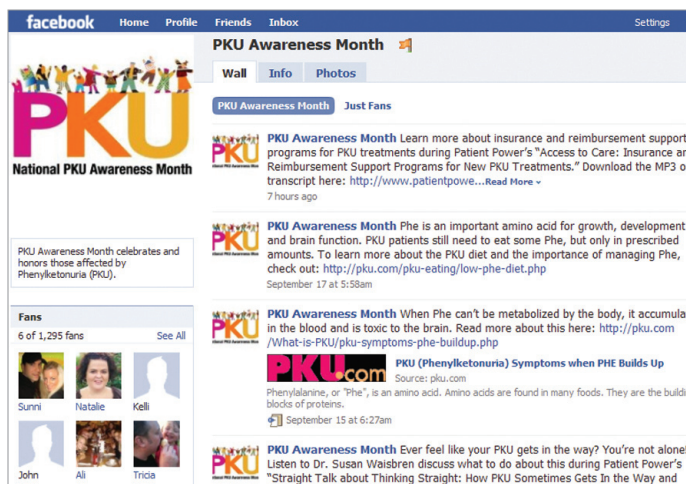 facebook Home Profile Friends Inbox Settings
PKU Awareness Month
Wall Info Photos
PKU Awareness Month Just Fans
PKU
National PKU Awareness Month
PKU Awareness Month celebrates and
honors those affected by
Phenylketonuria (PKU).
Fans
6 of 1,295 fans See All
Sunni Natalie Kelli
John Ali Tricia
PKU
PKU Awareness Month Learn more about insurance and reimbursement support
programs for PKU treatments during Patient Power's "Access to Care: Insurance an
Reimbursement Support Programs for New PKU Treatments." Download the MP3 o
transcript here: http://www.patientpowe...Read More
7 hours ago
PKU
PKU Awareness Month Phe is an important amino acid for growth, development
and brain function. PKU patients still need to eat some Phe, but only in prescribed
amounts. To learn more about the PKU diet and the importance of managing Phe,
check out: http://pku.com/pku-eating/low-phe-diet.php
September 17 at 5:58am
PKU
PKU Awareness Month When Phe can't be metabolized by the body, it accumula
in the blood and is toxic to the brain. Read more about this here: http://pku.com
/What-is-PKU/pku-symptoms-phe-buildup.php
PKU.com
PKU (Phenylketonuria) Symptoms when PHE Builds Up
Source: pku.com
Phenylalanine, or "Phe", is an amino acid. Amino acids are found in many foods. They are the buildi
blocks of proteins.
September 15 at 6:27am
PKU
PKU Awareness Month Ever feel like your PKU gets in the way? You're not alone!
Listen to Dr. Susan Waisbren discuss what to do about this during Patient Power's
"Straight Talk about Thinking Straight: How PKU Sometimes Gets In the Way and